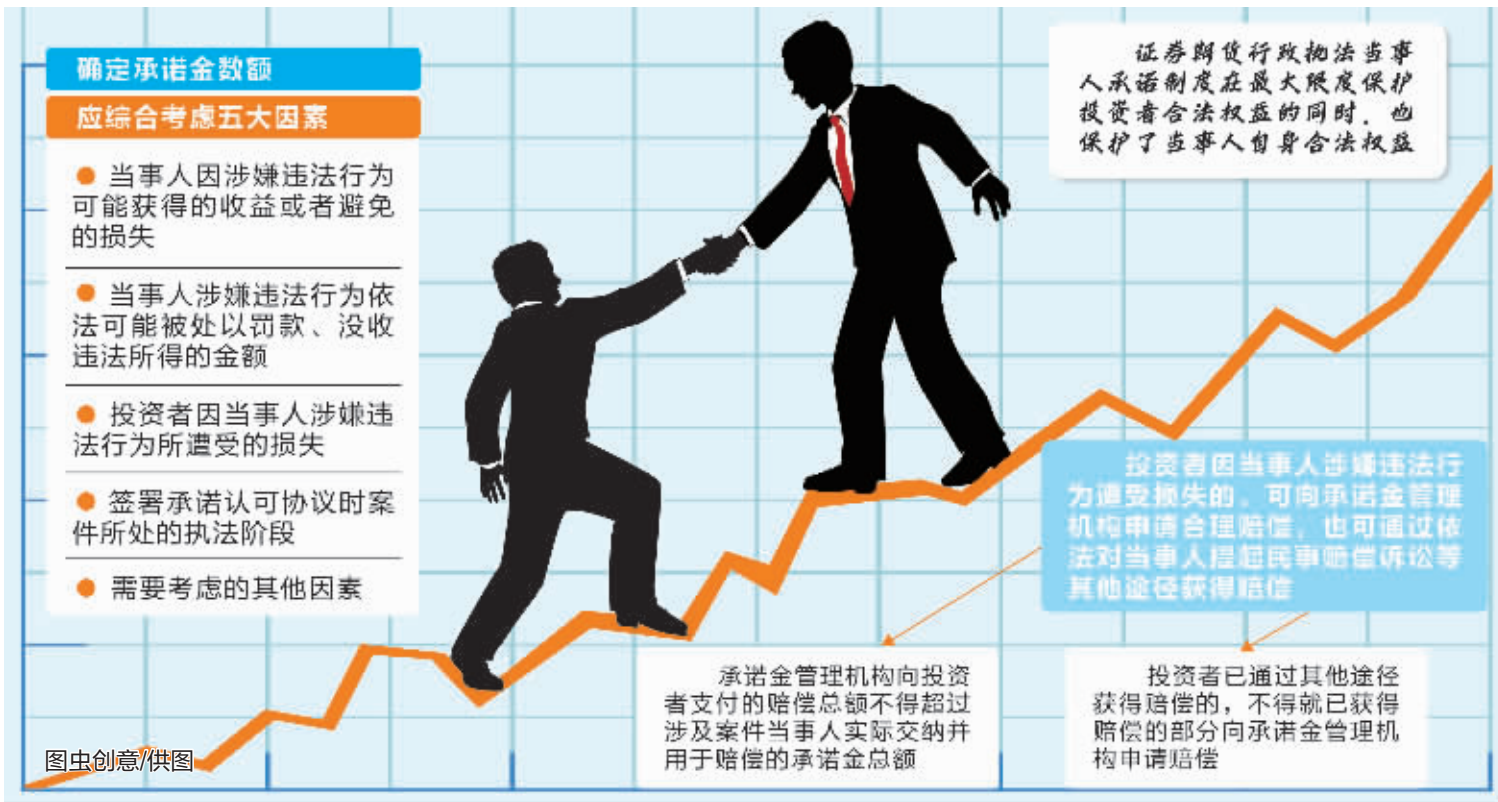 确定承诺金数额
应综合考虑五大因素
● 当事人因涉嫌违法行为
可能获得的收益或者避免
的损失
● 当事人涉嫌违法行为依
法可能被处以罚款、没收
违法所得的金额
● 投资者因当事人涉嫌违
法行为所遭受的损失
● 签署承诺认可协议时案
件所处的执法阶段
● 需要考虑的其他因素
证券期货行政执法当事
人承诺制度在最大限度保护
投资者合法权益的同时，也
保护了当事人自身合法权益
投资者因当事人涉嫌违法行
为遭受损失的，可向承诺金管理
机构申请合理赔偿，也可通过依
法对当事人提起民事赔偿诉讼等
其他途径获得赔偿
承诺金管理机构向投资
者支付的赔偿总额不得超过
涉及案件当事人实际交纳并
用于赔偿的承诺金总额
投资者已通过其他途径
获得赔偿的，不得就已获得
赔偿的部分向承诺金管理机
构申请赔偿
图虫创意/供图